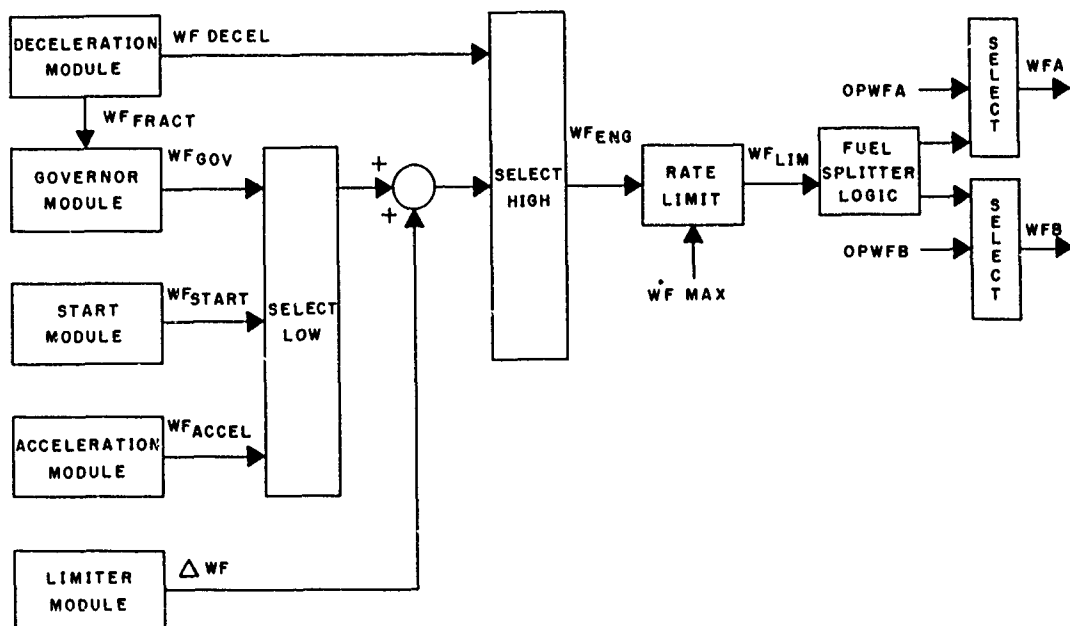 DECELERATION
MODULE
WF DECEL
WF FRACT
GOVERNOR
MODULE
WF GOV
START
MODULE
WF START
ACCELERATION
MODULE
WF ACCEL
LIMITER
MODULE
Δ WF
SELECT
LOW
+
+
SELECT
HIGH
WF ENG
RATE
LIMIT
ẆF MAX
WF LIM
FUEL
SPLITTER
LOGIC
OPWFA
SELECT
WFA
OPWFB
SELECT
WFB